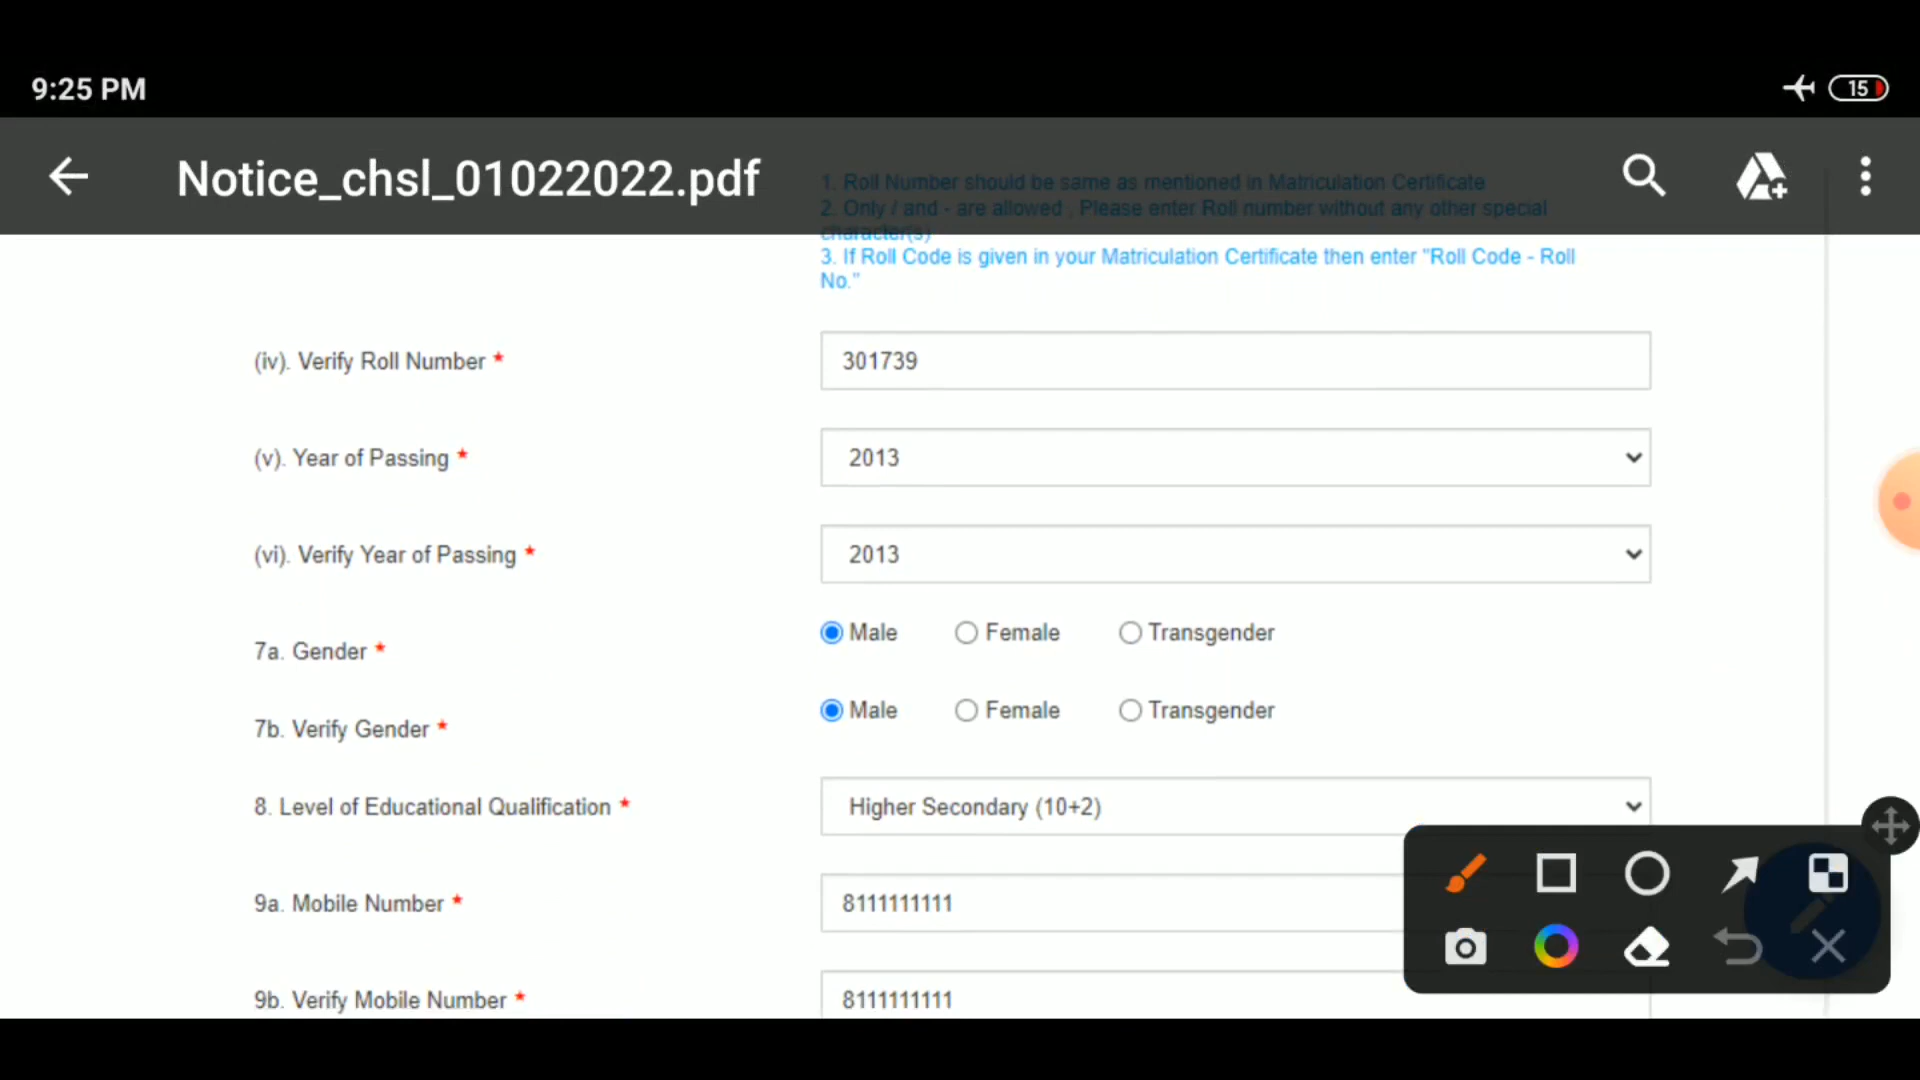 9:25 PM
15
Notice_chsl_01022022.pdf
1. Roll Number should be same as mentioned in Matriculation Certificate
2. Only / and - are allowed , Please enter Roll number without any other special
character(s)
3. If Roll Code is given in your Matriculation Certificate then enter "Roll Code - Roll
No."
(iv). Verify Roll Number *
301739
(v). Year of Passing *
2013
(vi). Verify Year of Passing *
2013
7a. Gender *
Male Female Transgender
7b. Verify Gender *
Male Female Transgender
8. Level of Educational Qualification *
Higher Secondary (10+2)
9a. Mobile Number *
8111111111
9b. Verify Mobile Number *
8111111111